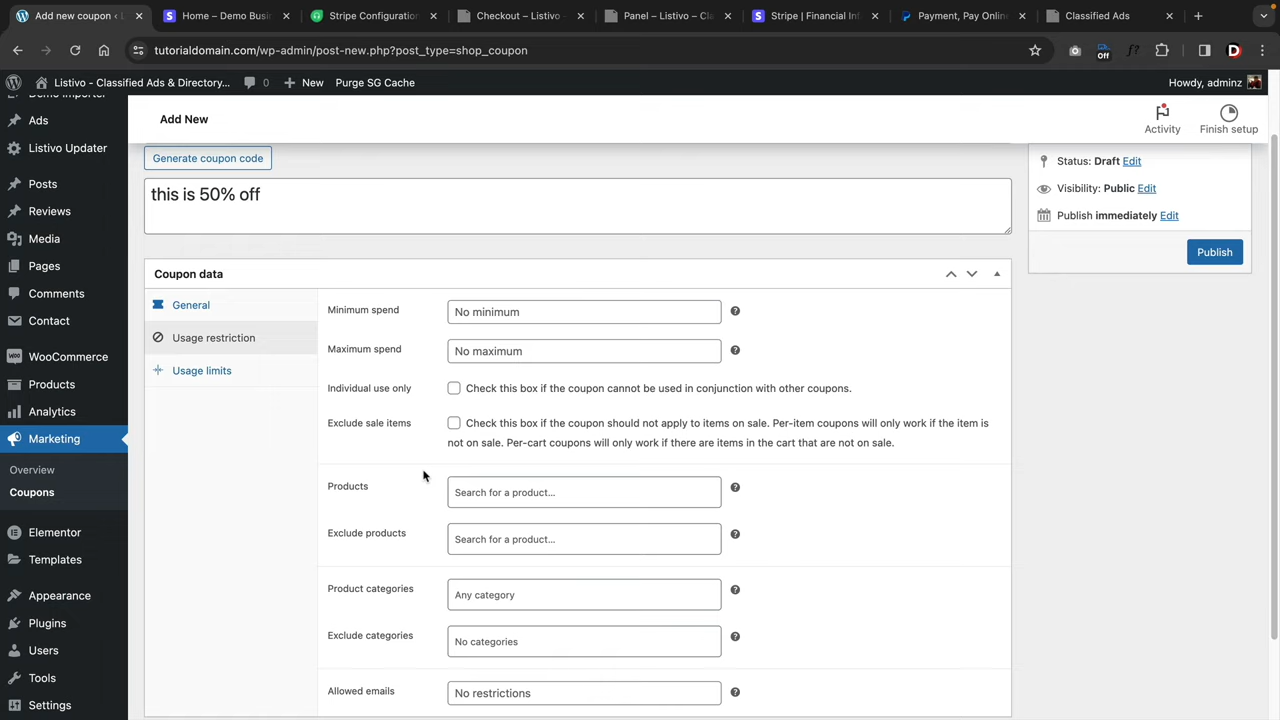 Add new coupon ‹ Li
Home – Demo Busi
Stripe Configuration
Checkout – Listivo –
Panel – Listivo – Cla
Stripe | Financial Inf
Payment, Pay Online
Classified Ads
tutorialdomain.com/wp-admin/post-new.php?post_type=shop_coupon
Off
Listivo - Classified Ads & Directory...
0
New
Purge SG Cache
Howdy, adminz
Demo Importer
Ads
Listivo Updater
Posts
Reviews
Media
Pages
Comments
Contact
WooCommerce
Products
Analytics
Marketing
Overview
Coupons
Elementor
Templates
Appearance
Plugins
Users
Tools
Settings
Add New
Activity
Finish setup
Generate coupon code
this is 50% off
Status: Draft Edit
Visibility: Public Edit
Publish immediately Edit
Publish
Coupon data
General
Usage restriction
Usage limits
Minimum spend
No minimum
Maximum spend
No maximum
Individual use only
Check this box if the coupon cannot be used in conjunction with other coupons.
Exclude sale items
Check this box if the coupon should not apply to items on sale. Per-item coupons will only work if the item is
not on sale. Per-cart coupons will only work if there are items in the cart that are not on sale.
Products
Search for a product…
Exclude products
Search for a product…
Product categories
Any category
Exclude categories
No categories
Allowed emails
No restrictions